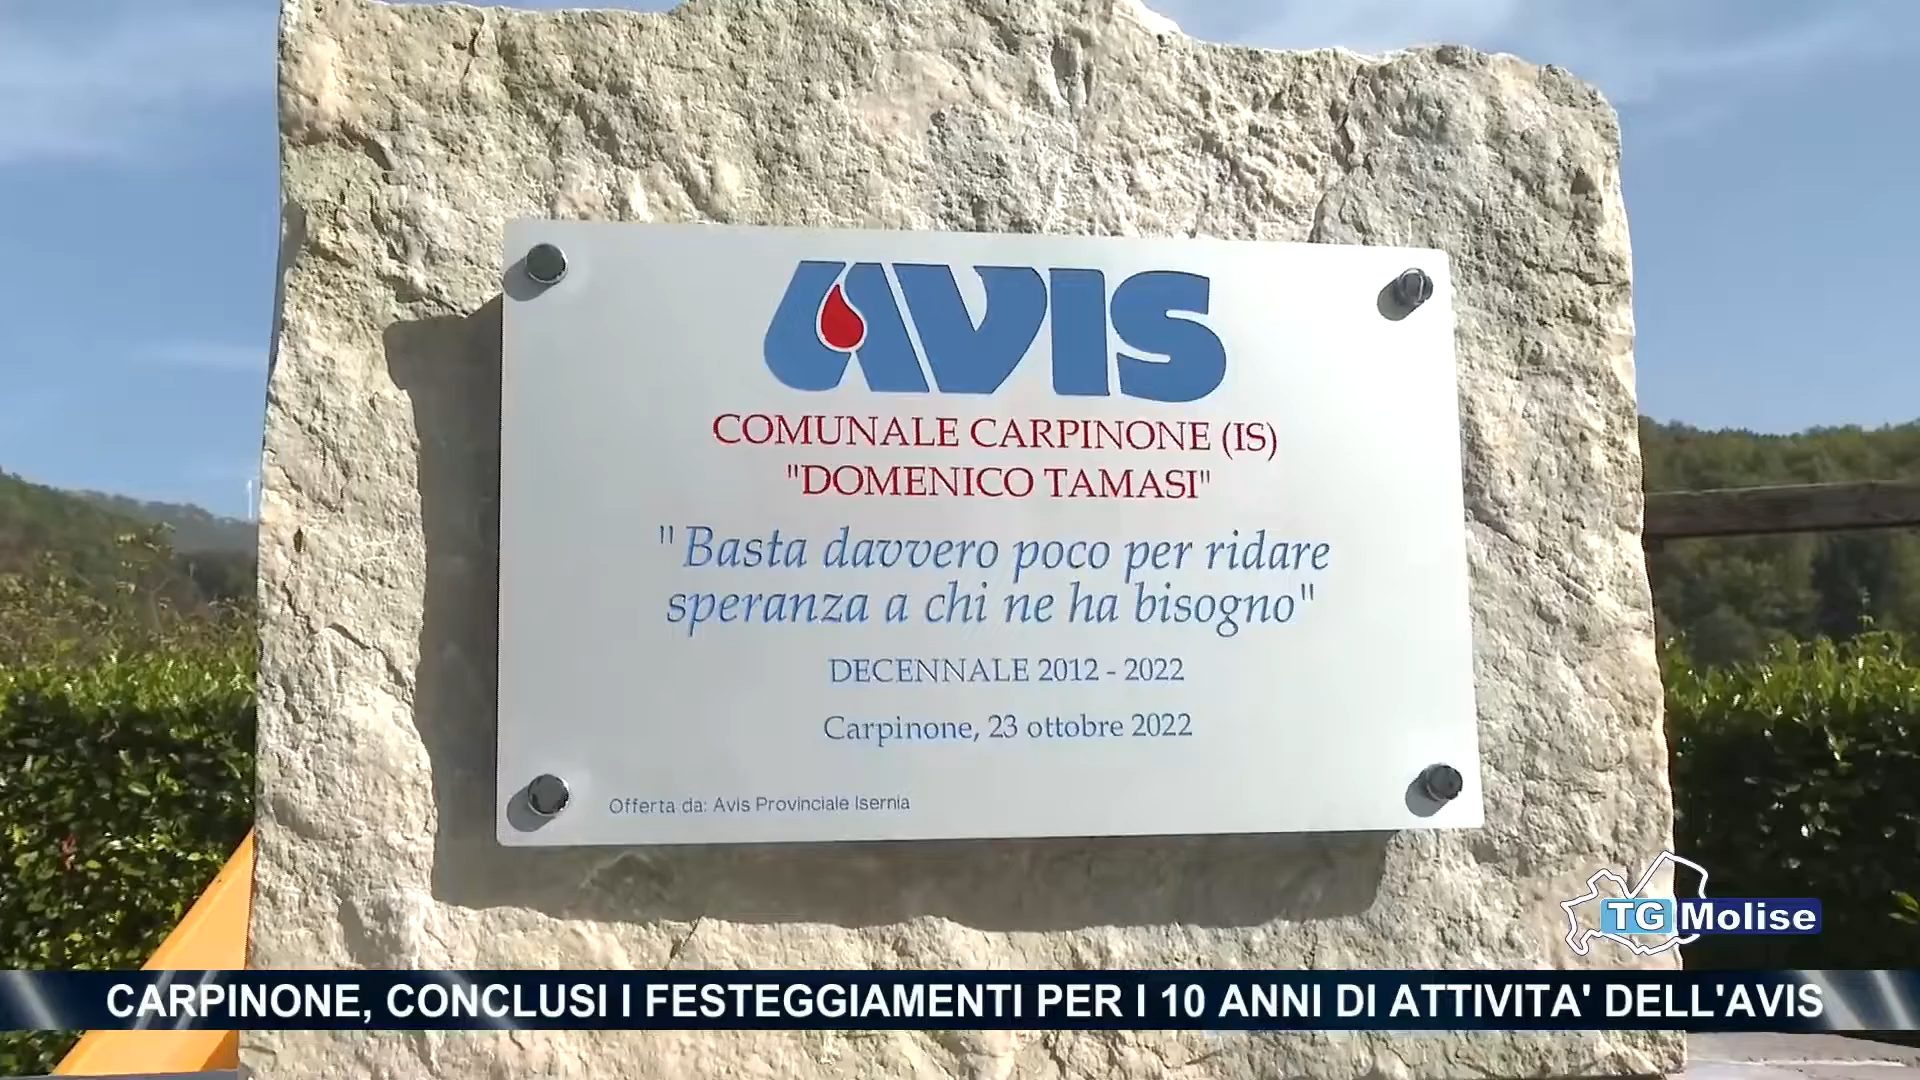 AVIS
COMUNALE CARPINONE (IS)
"DOMENICO TAMASI"
"Basta davvero poco per ridare
speranza a chi ne ha bisogno"
DECENNALE 2012 - 2022
Carpinone, 23 ottobre 2022
Offerta da: Avis Provinciale Isernia
TG Molise
CARPINONE, CONCLUSI I FESTEGGIAMENTI PER I 10 ANNI DI ATTIVITA' DELL'AVIS